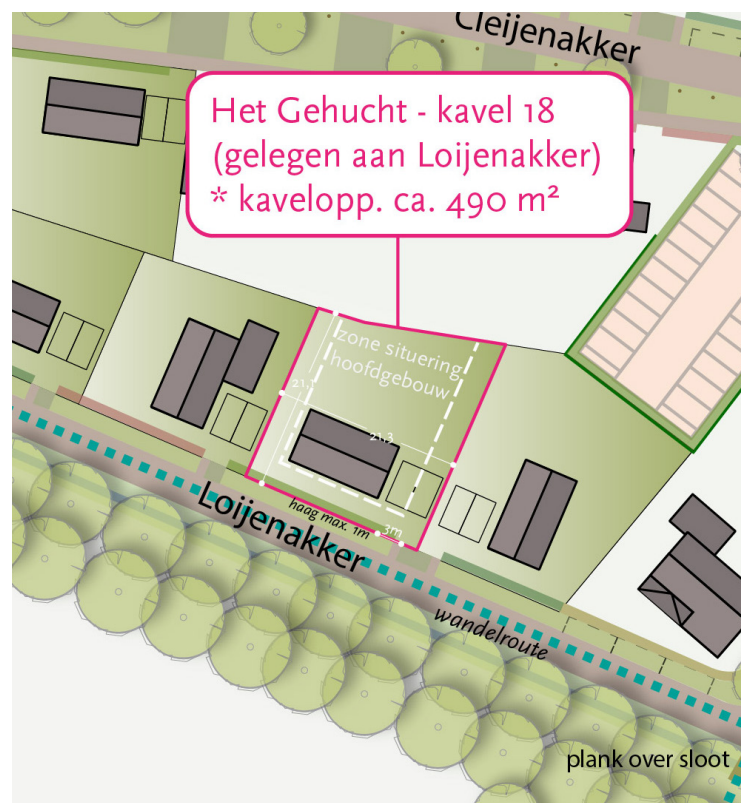 Cleijenakker
Het Gehucht - kavel 18
(gelegen aan Loijenakker)
* kavelopp. ca. 490 m²
zone situering
hoofdgebouw
21,1
21,3
haag max. 1m
3m
Loijenakker
wandelroute
plank over sloot